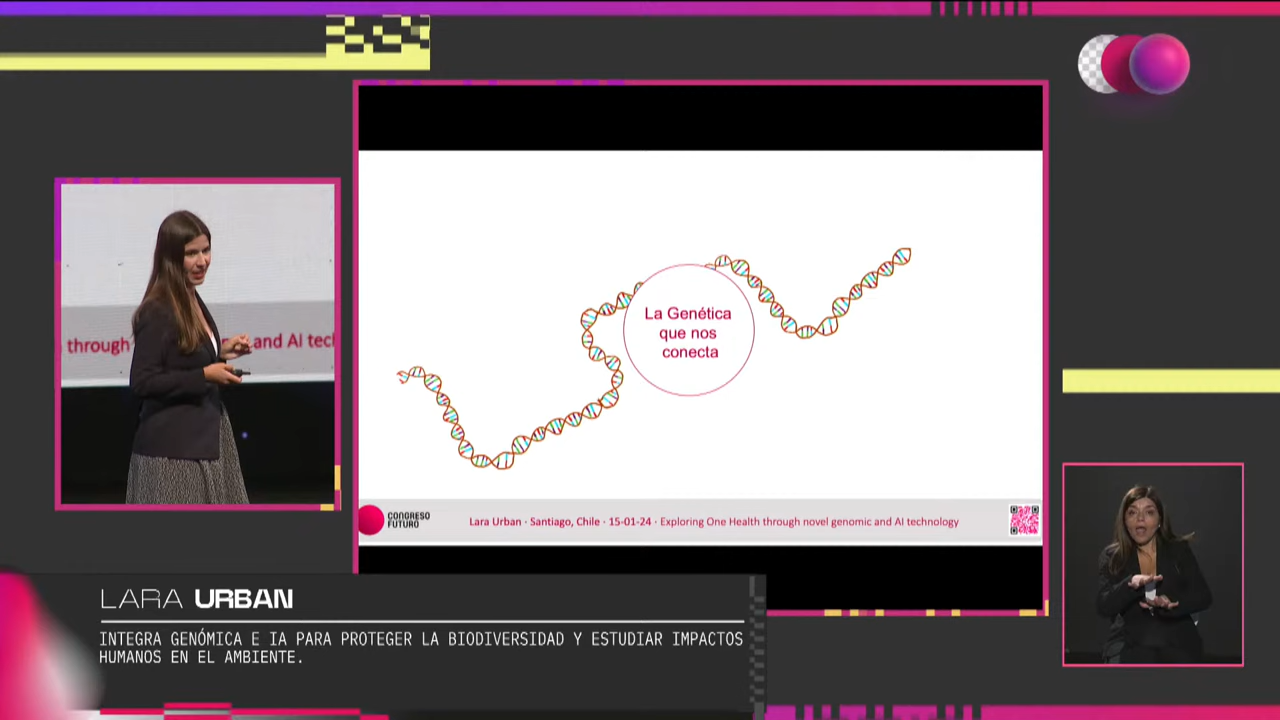 through
and AI tech
La Genética
que nos
conecta
CONGRESO
FUTURO
Lara Urban · Santiago, Chile · 15-01-24 · Exploring One Health through novel genomic and AI technology
LARA URBAN
INTEGRA GENÓMICA E IA PARA PROTEGER LA BIODIVERSIDAD Y ESTUDIAR IMPACTOS
HUMANOS EN EL AMBIENTE.